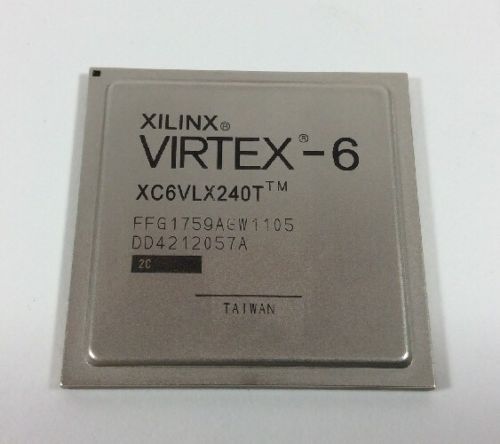 XILINX®
VIRTEX®-6
XC6VLX240T™
FFG1759AGW1105
DD4212057A
2C
TAIWAN